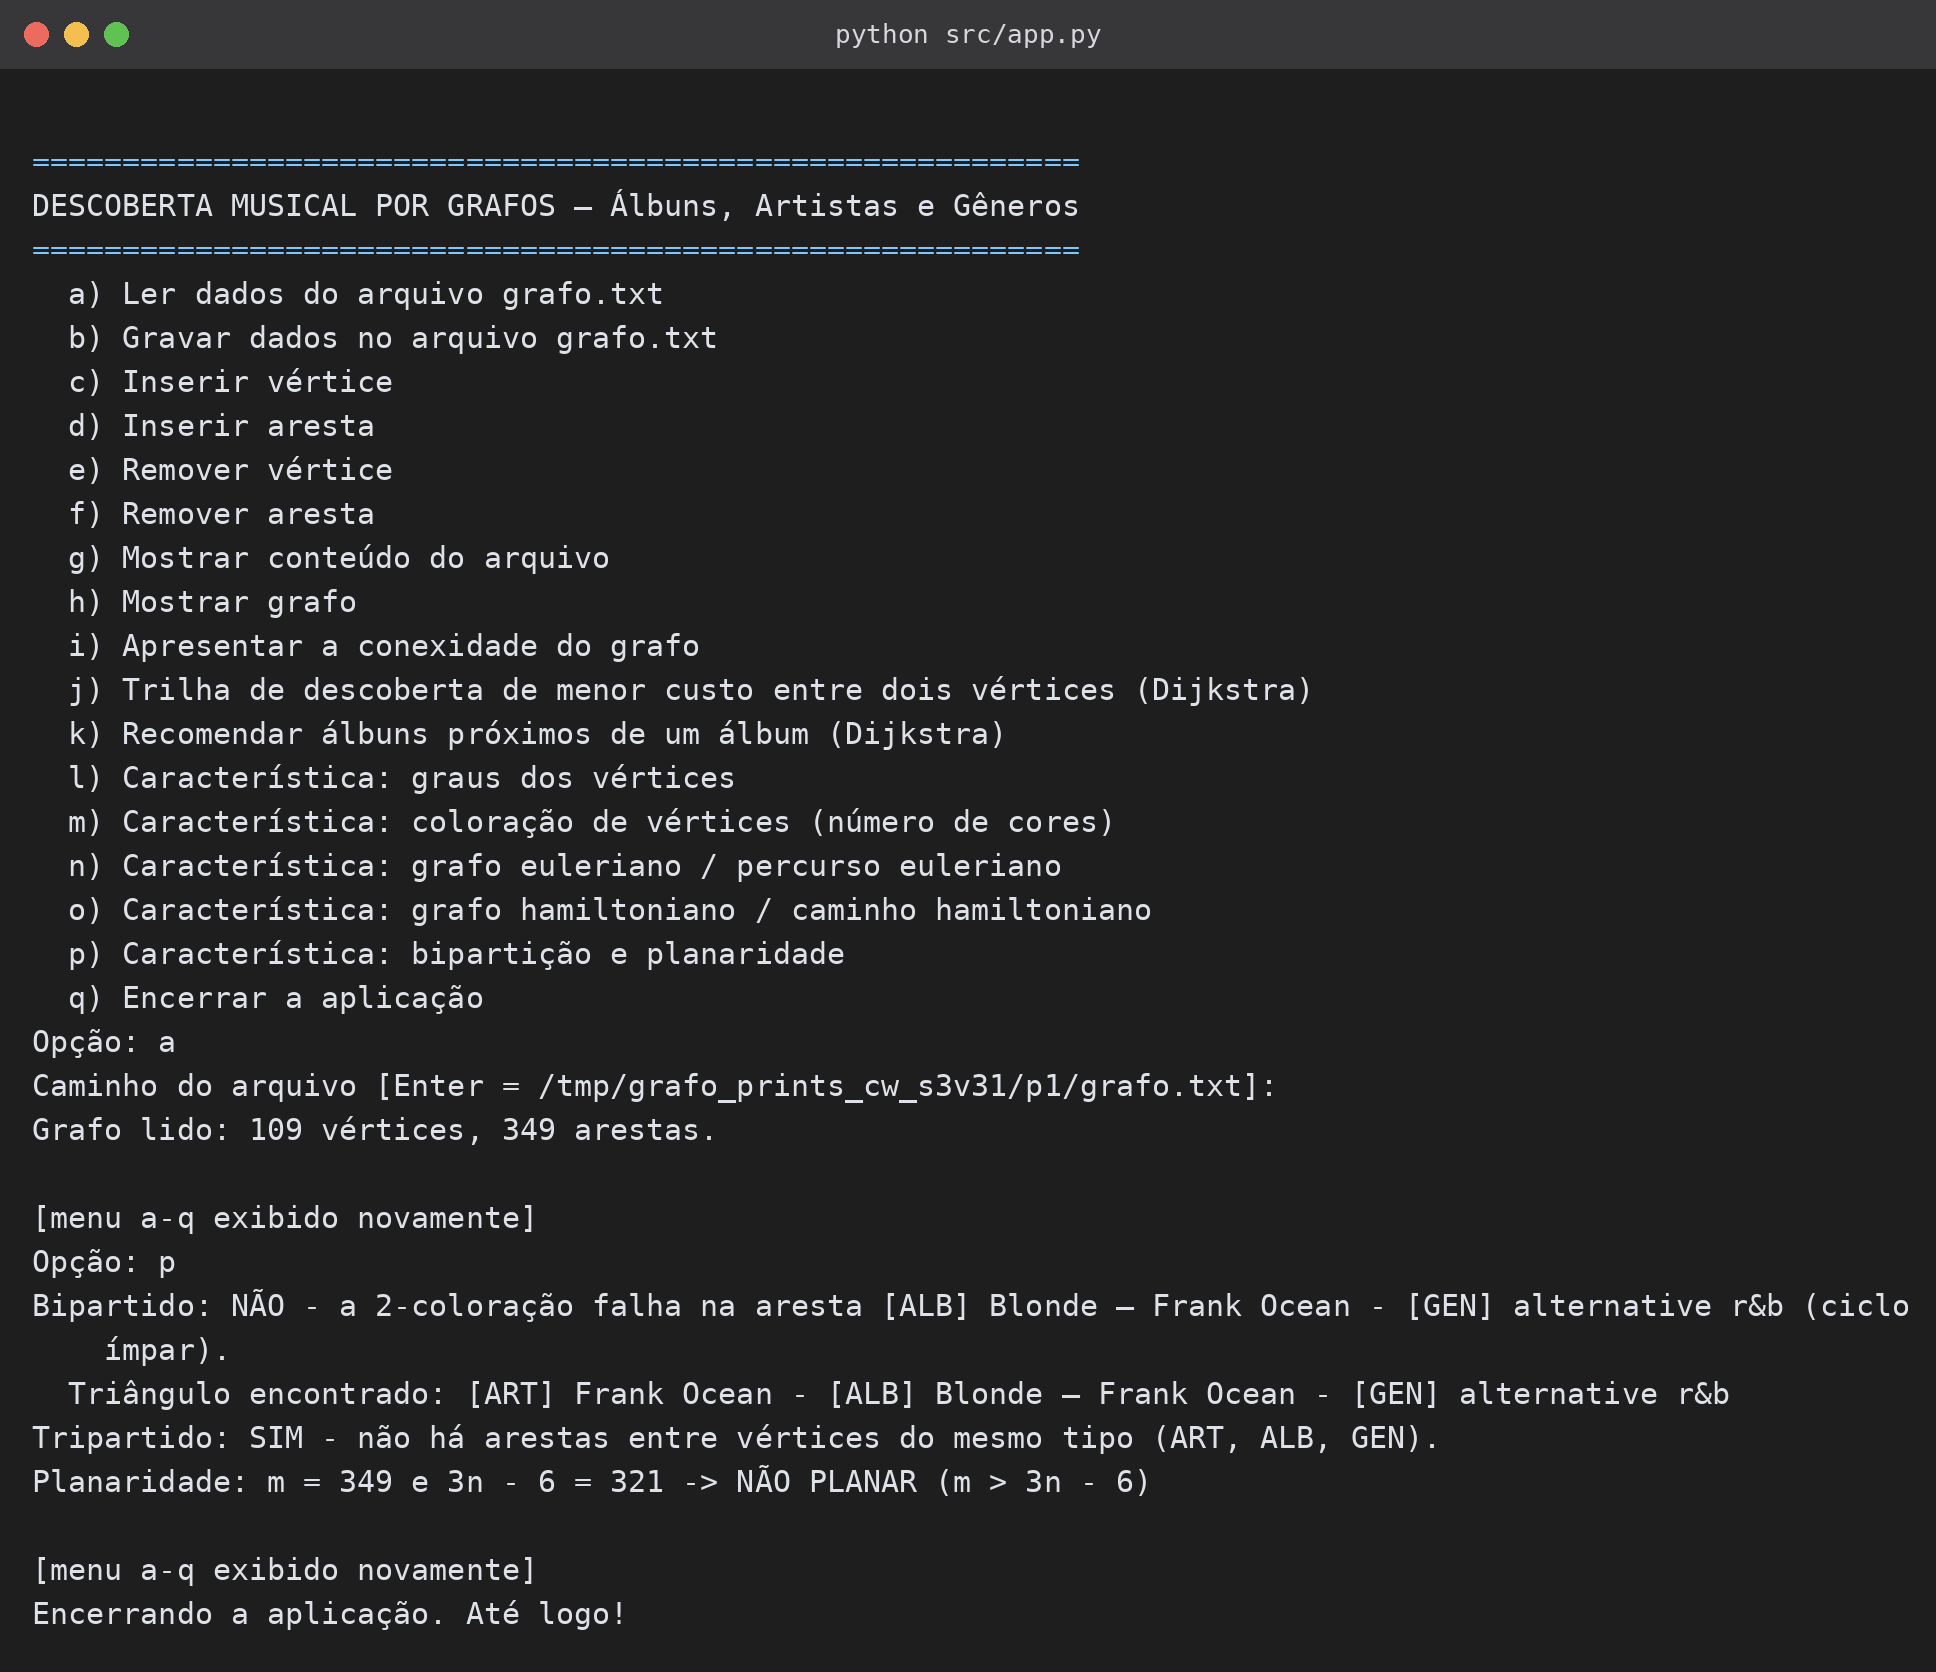 python src/app.py
==========================================================
DESCOBERTA MUSICAL POR GRAFOS — Álbuns, Artistas e Gêneros
==========================================================
a) Ler dados do arquivo grafo.txt
b) Gravar dados no arquivo grafo.txt
c) Inserir vértice
d) Inserir aresta
e) Remover vértice
f) Remover aresta
g) Mostrar conteúdo do arquivo
h) Mostrar grafo
i) Apresentar a conexidade do grafo
j) Trilha de descoberta de menor custo entre dois vértices (Dijkstra)
k) Recomendar álbuns próximos de um álbum (Dijkstra)
l) Característica: graus dos vértices
m) Característica: coloração de vértices (número de cores)
n) Característica: grafo euleriano / percurso euleriano
o) Característica: grafo hamiltoniano / caminho hamiltoniano
p) Característica: bipartição e planaridade
q) Encerrar a aplicação
Opção: a
Caminho do arquivo [Enter = /tmp/grafo_prints_cw_s3v31/p1/grafo.txt]:
Grafo lido: 109 vértices, 349 arestas.
[menu a-q exibido novamente]
Opção: p
Bipartido: NÃO - a 2-coloração falha na aresta [ALB] Blonde — Frank Ocean - [GEN] alternative r&b (ciclo
ímpar).
Triângulo encontrado: [ART] Frank Ocean - [ALB] Blonde — Frank Ocean - [GEN] alternative r&b
Tripartido: SIM - não há arestas entre vértices do mesmo tipo (ART, ALB, GEN).
Planaridade: m = 349 e 3n - 6 = 321 -> NÃO PLANAR (m > 3n - 6)
[menu a-q exibido novamente]
Encerrando a aplicação. Até logo!